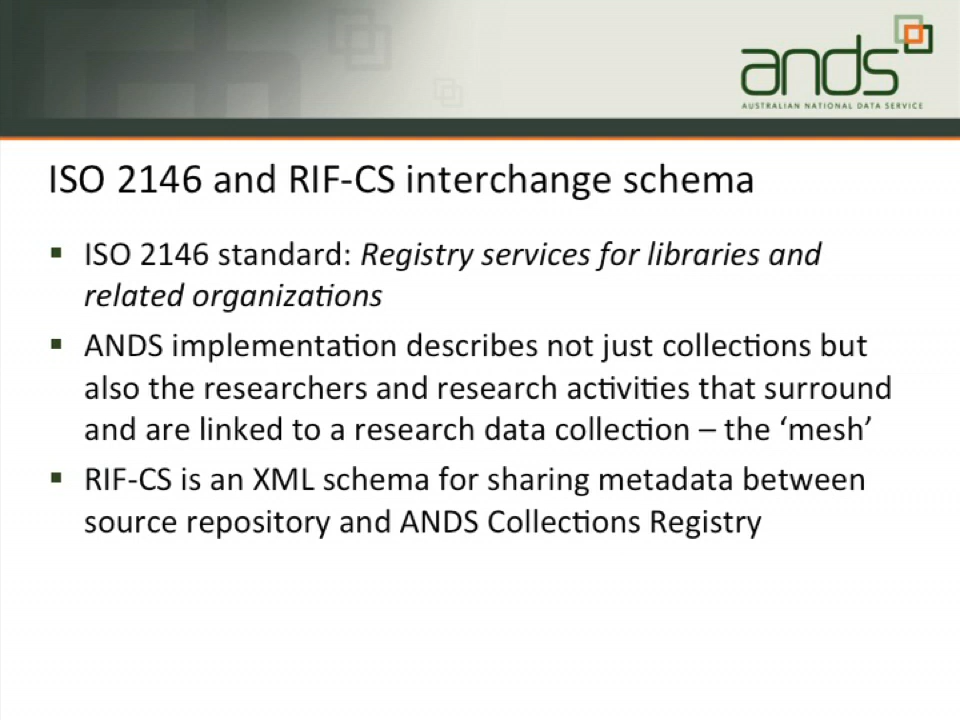 ands
AUSTRALIAN NATIONAL DATA SERVICE
ISO 2146 and RIF-CS interchange schema
▪ ISO 2146 standard: Registry services for libraries and
related organizations
▪ ANDS implementation describes not just collections but
also the researchers and research activities that surround
and are linked to a research data collection – the ‘mesh’
▪ RIF-CS is an XML schema for sharing metadata between
source repository and ANDS Collections Registry